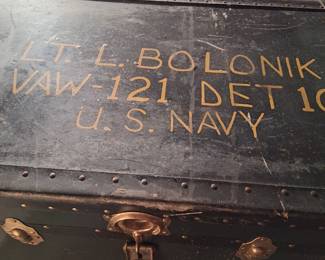 LT. L. BOLONIK
VAW-121 DET 10
U.S. NAVY